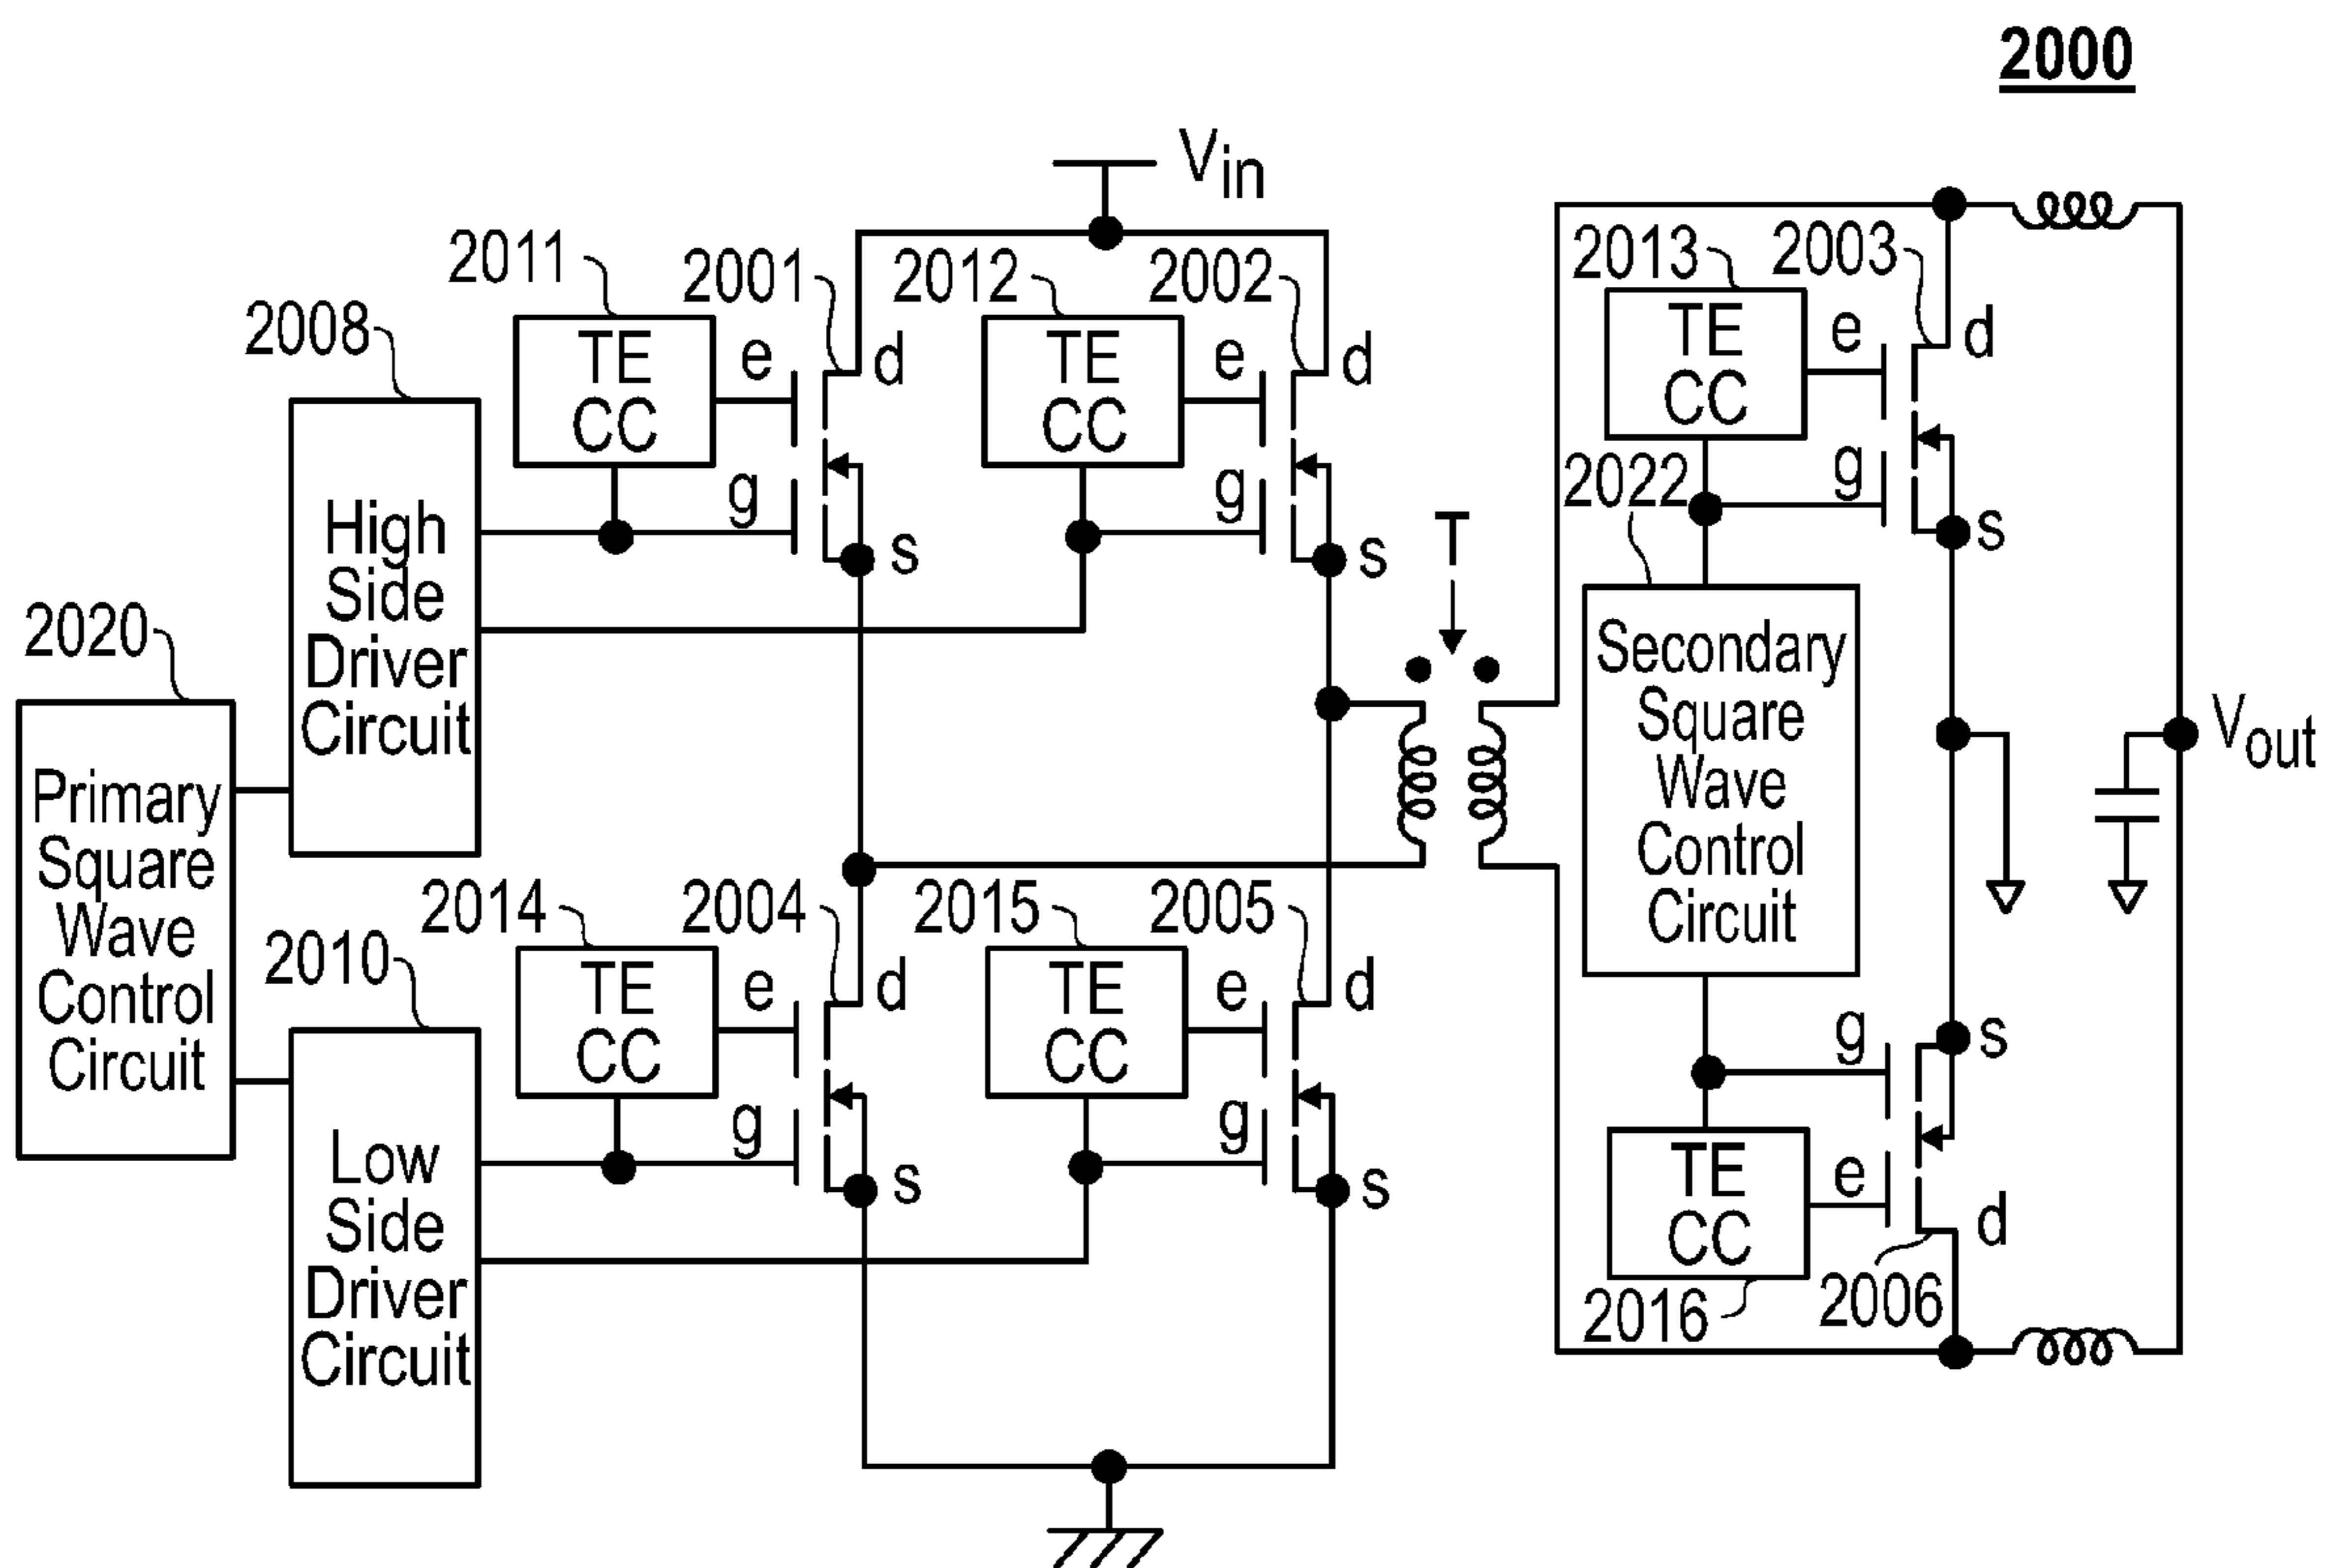 2000
Vin
2011
2001
2012
2002
2013
2003
2008
TE
CC
e
d
g
s
TE
CC
e
d
g
s
TE
CC
e
d
g
s
High
Side
Driver
Circuit
2020
Primary
Square
Wave
Control
Circuit
T
2022
Secondary
Square
Wave
Control
Circuit
Vout
2014
2004
2015
2005
2010
TE
CC
e
d
g
s
TE
CC
e
d
g
s
Low
Side
Driver
Circuit
g
s
TE
CC
e
d
2016
2006